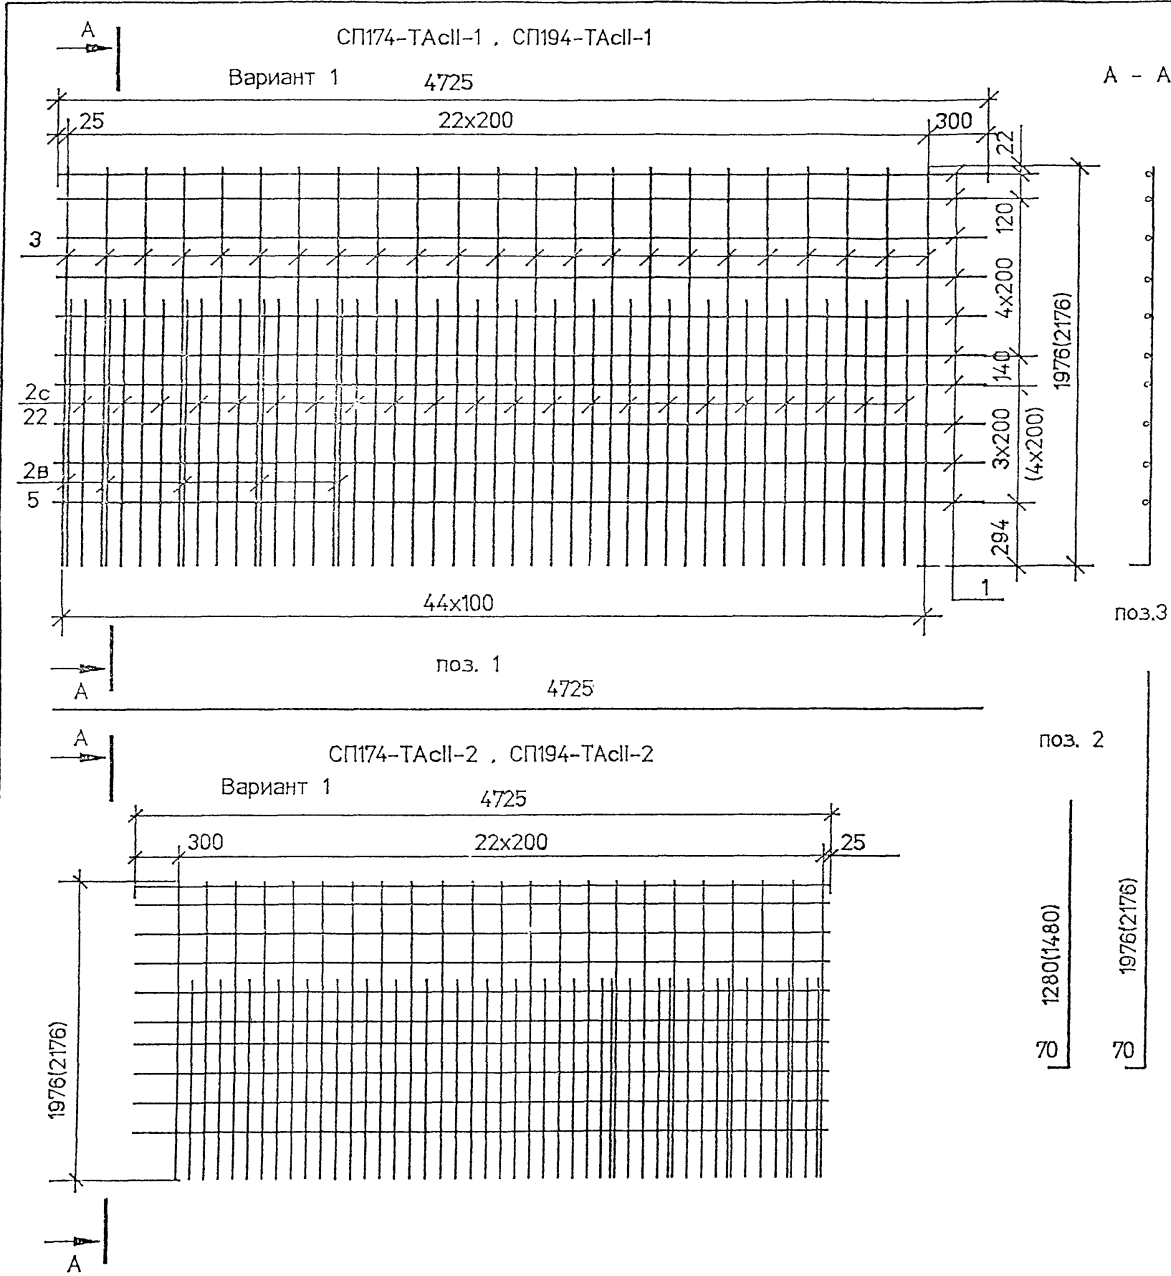 А
СП174-ТАсII-1 , СП194-ТАсII-1
Вариант 1
4725
А - А
25
22х200
300
22
120
3
4х200
1976(2176)
140
2с
22
3х200
(4х200)
2в
5
294
44х100
1
поз.3
поз. 1
А
4725
А
СП174-ТАсII-2 , СП194-ТАсII-2
поз. 2
Вариант 1
4725
300
22х200
25
1280(1480)
1976(2176)
1976(2176)
70
70
А